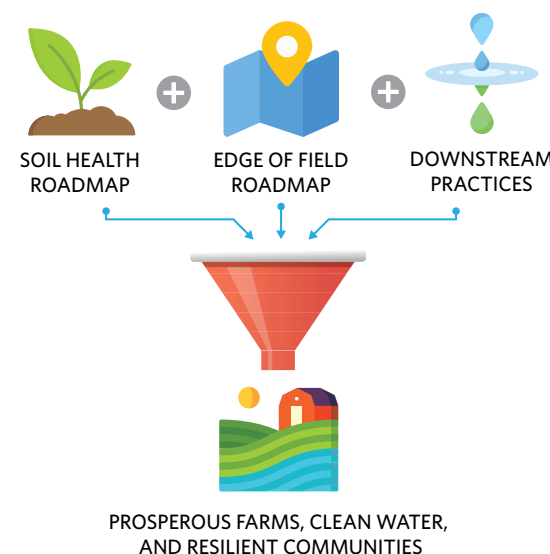 SOIL HEALTH
ROADMAP
EDGE OF FIELD
ROADMAP
DOWNSTREAM
PRACTICES
PROSPEROUS FARMS, CLEAN WATER,
AND RESILIENT COMMUNITIES